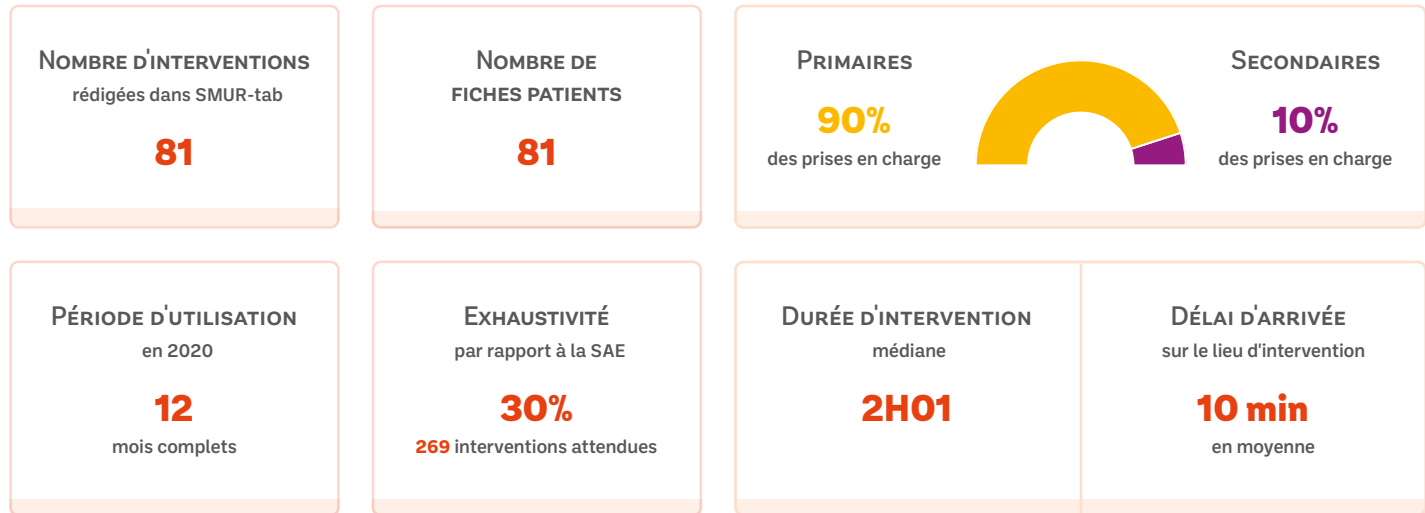 NOMBRE D'INTERVENTIONS
rédigées dans SMUR-tab
81
NOMBRE DE
FICHES PATIENTS
81
PRIMAIRES
90%
des prises en charge
SECONDAIRES
10%
des prises en charge
PÉRIODE D'UTILISATION
en 2020
12
mois complets
EXHAUSTIVITÉ
par rapport à la SAE
30%
269 interventions attendues
DURÉE D'INTERVENTION
médiane
2H01
DÉLAI D'ARRIVÉE
sur le lieu d'intervention
10 min
en moyenne